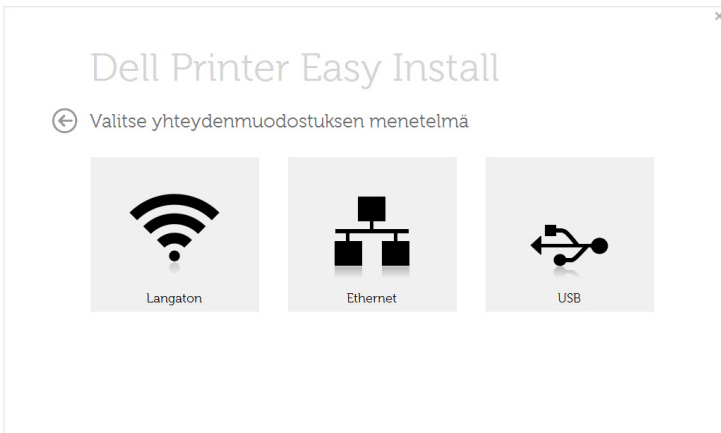 Dell Printer Easy Install
Valitse yhteydenmuodostuksen menetelmä
Langaton
Ethernet
USB